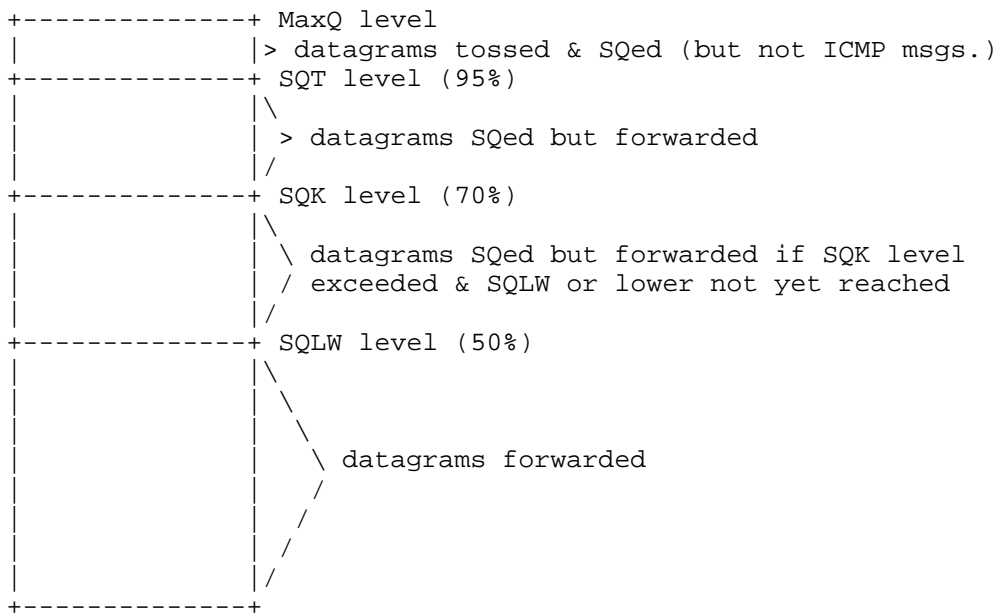 MaxQ level
> datagrams tossed & SQed (but not ICMP msgs.)
SQT level (95%)
> datagrams SQed but forwarded
SQK level (70%)
datagrams SQed but forwarded if SQK level
exceeded & SQLW or lower not yet reached
SQLW level (50%)
datagrams forwarded